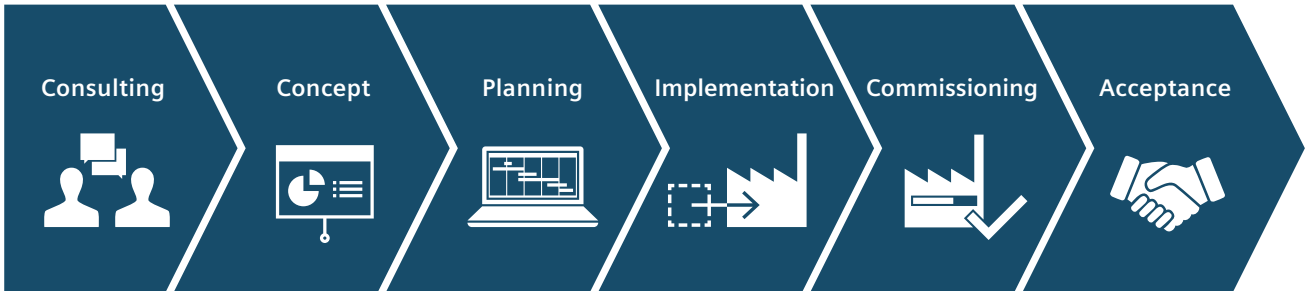 Consulting
Concept
Planning
Implementation
Commissioning
Acceptance